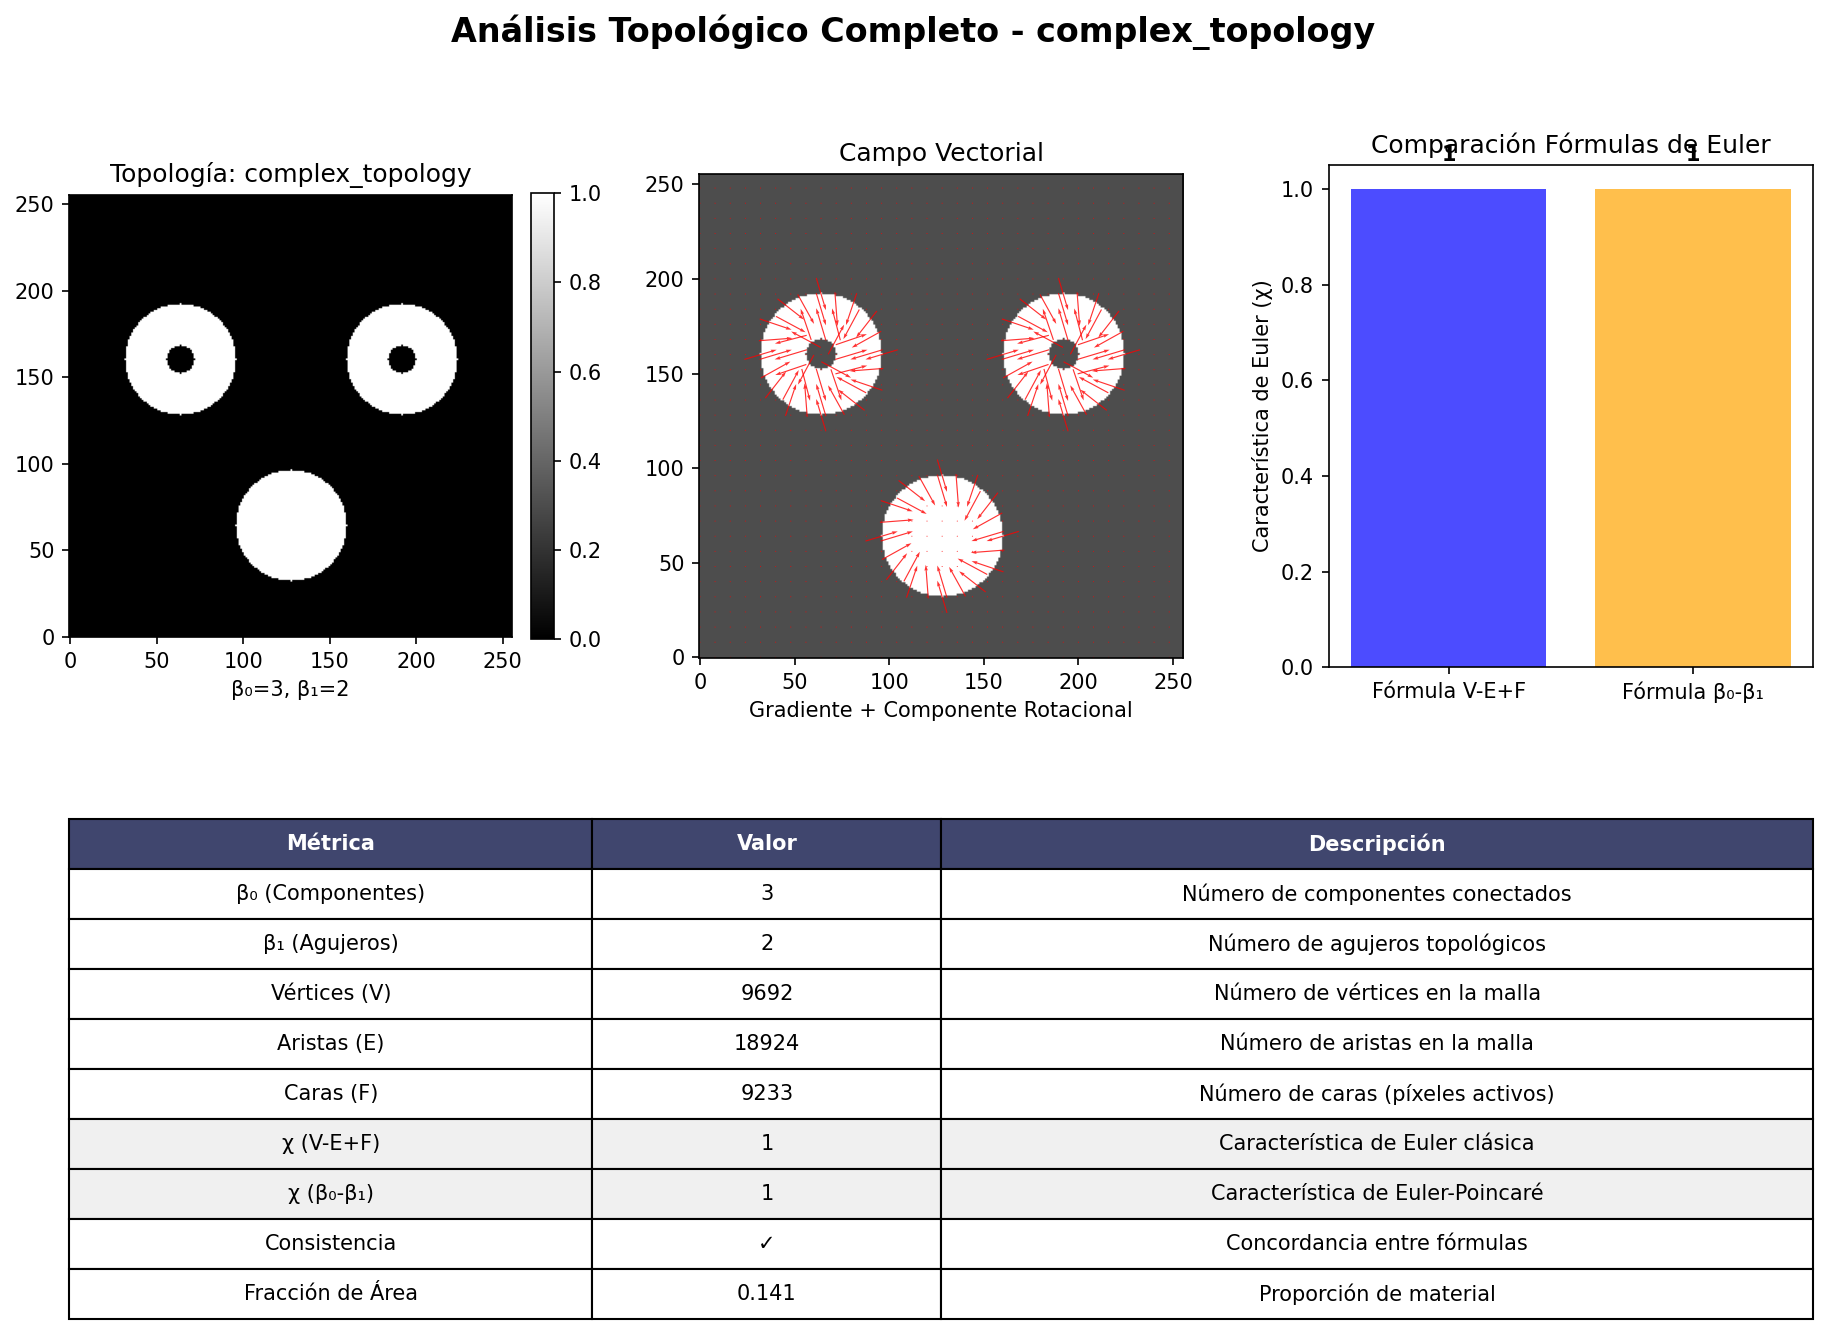 Análisis Topológico Completo - complex_topology
Topología: complex_topology
250
200
150
100
50
0
0 50 100 150 200 250
β₀=3, β₁=2
1.0
0.8
0.6
0.4
0.2
0.0
Campo Vectorial
250
200
150
100
50
0
0 50 100 150 200 250
Gradiente + Componente Rotacional
Comparación Fórmulas de Euler
1 1
Característica de Euler (χ)
1.0
0.8
0.6
0.4
0.2
0.0
Fórmula V-E+F Fórmula β₀-β₁
Métrica Valor Descripción
β₀ (Componentes) 3 Número de componentes conectados
β₁ (Agujeros) 2 Número de agujeros topológicos
Vértices (V) 9692 Número de vértices en la malla
Aristas (E) 18924 Número de aristas en la malla
Caras (F) 9233 Número de caras (píxeles activos)
χ (V-E+F) 1 Característica de Euler clásica
χ (β₀-β₁) 1 Característica de Euler-Poincaré
Consistencia ✓ Concordancia entre fórmulas
Fracción de Área 0.141 Proporción de material